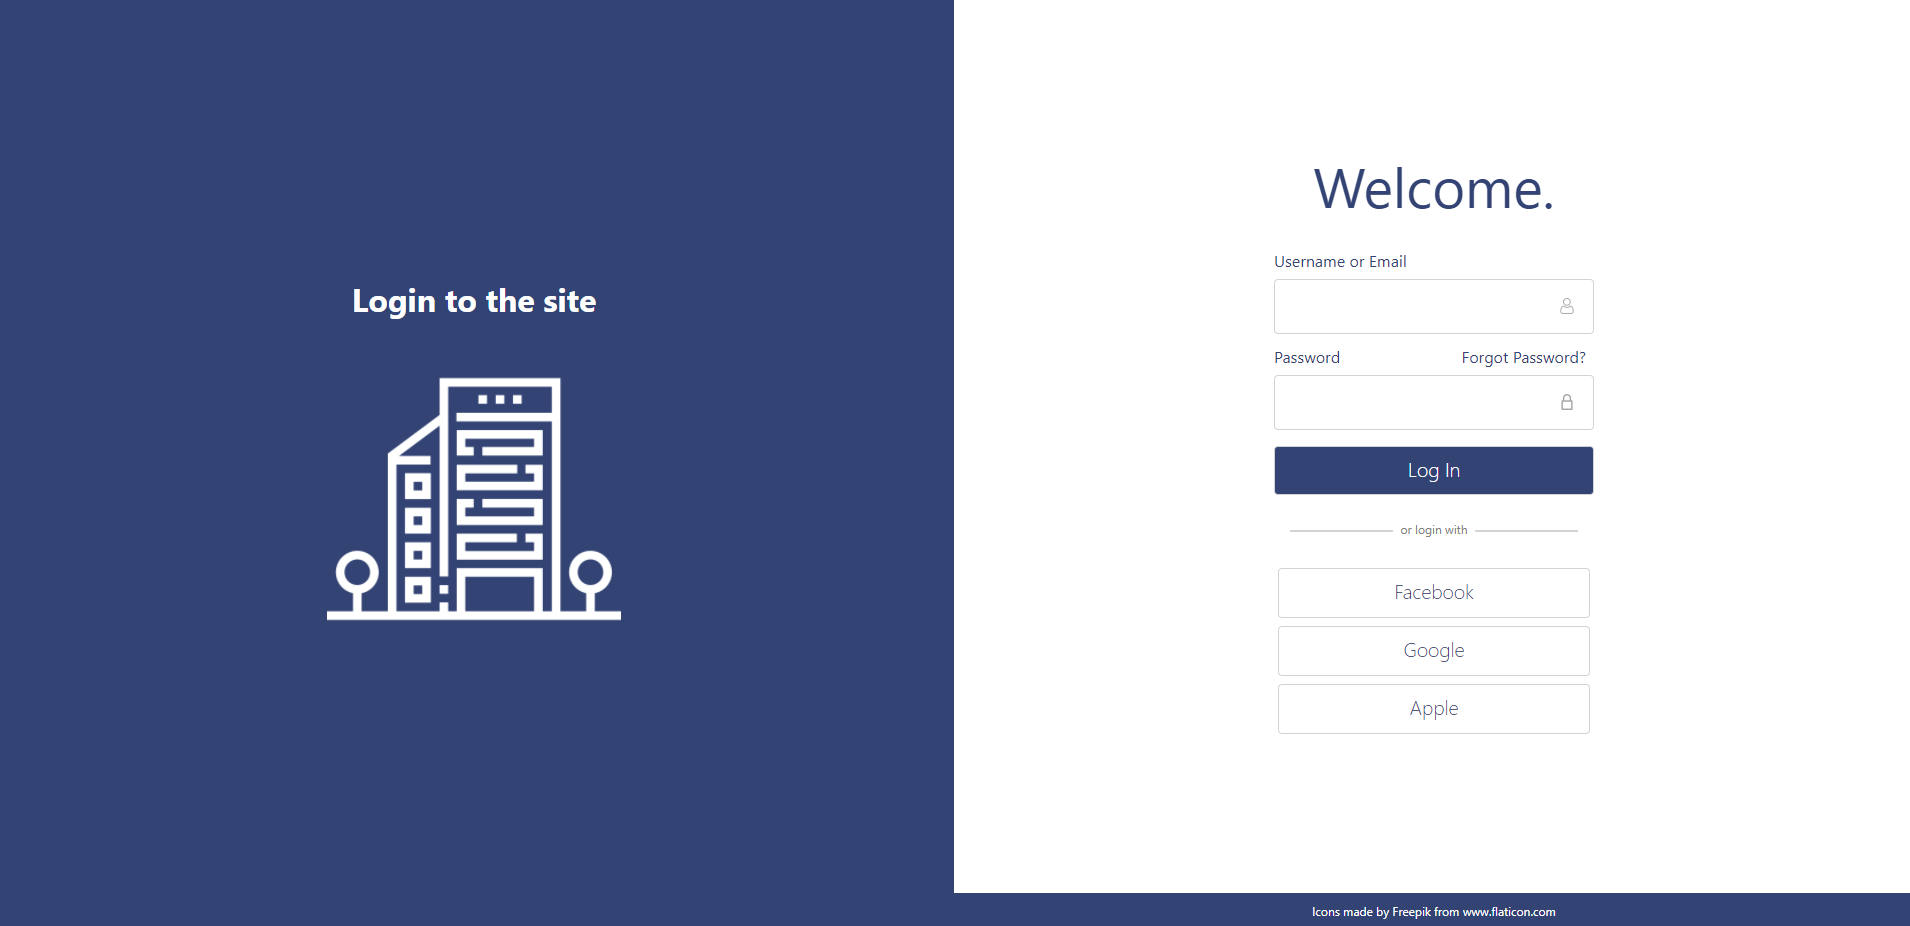 Login to the site
Welcome.
Username or Email
Password Forgot Password?
Log In
or login with
Facebook
Google
Apple
Icons made by Freepik from www.flaticon.com